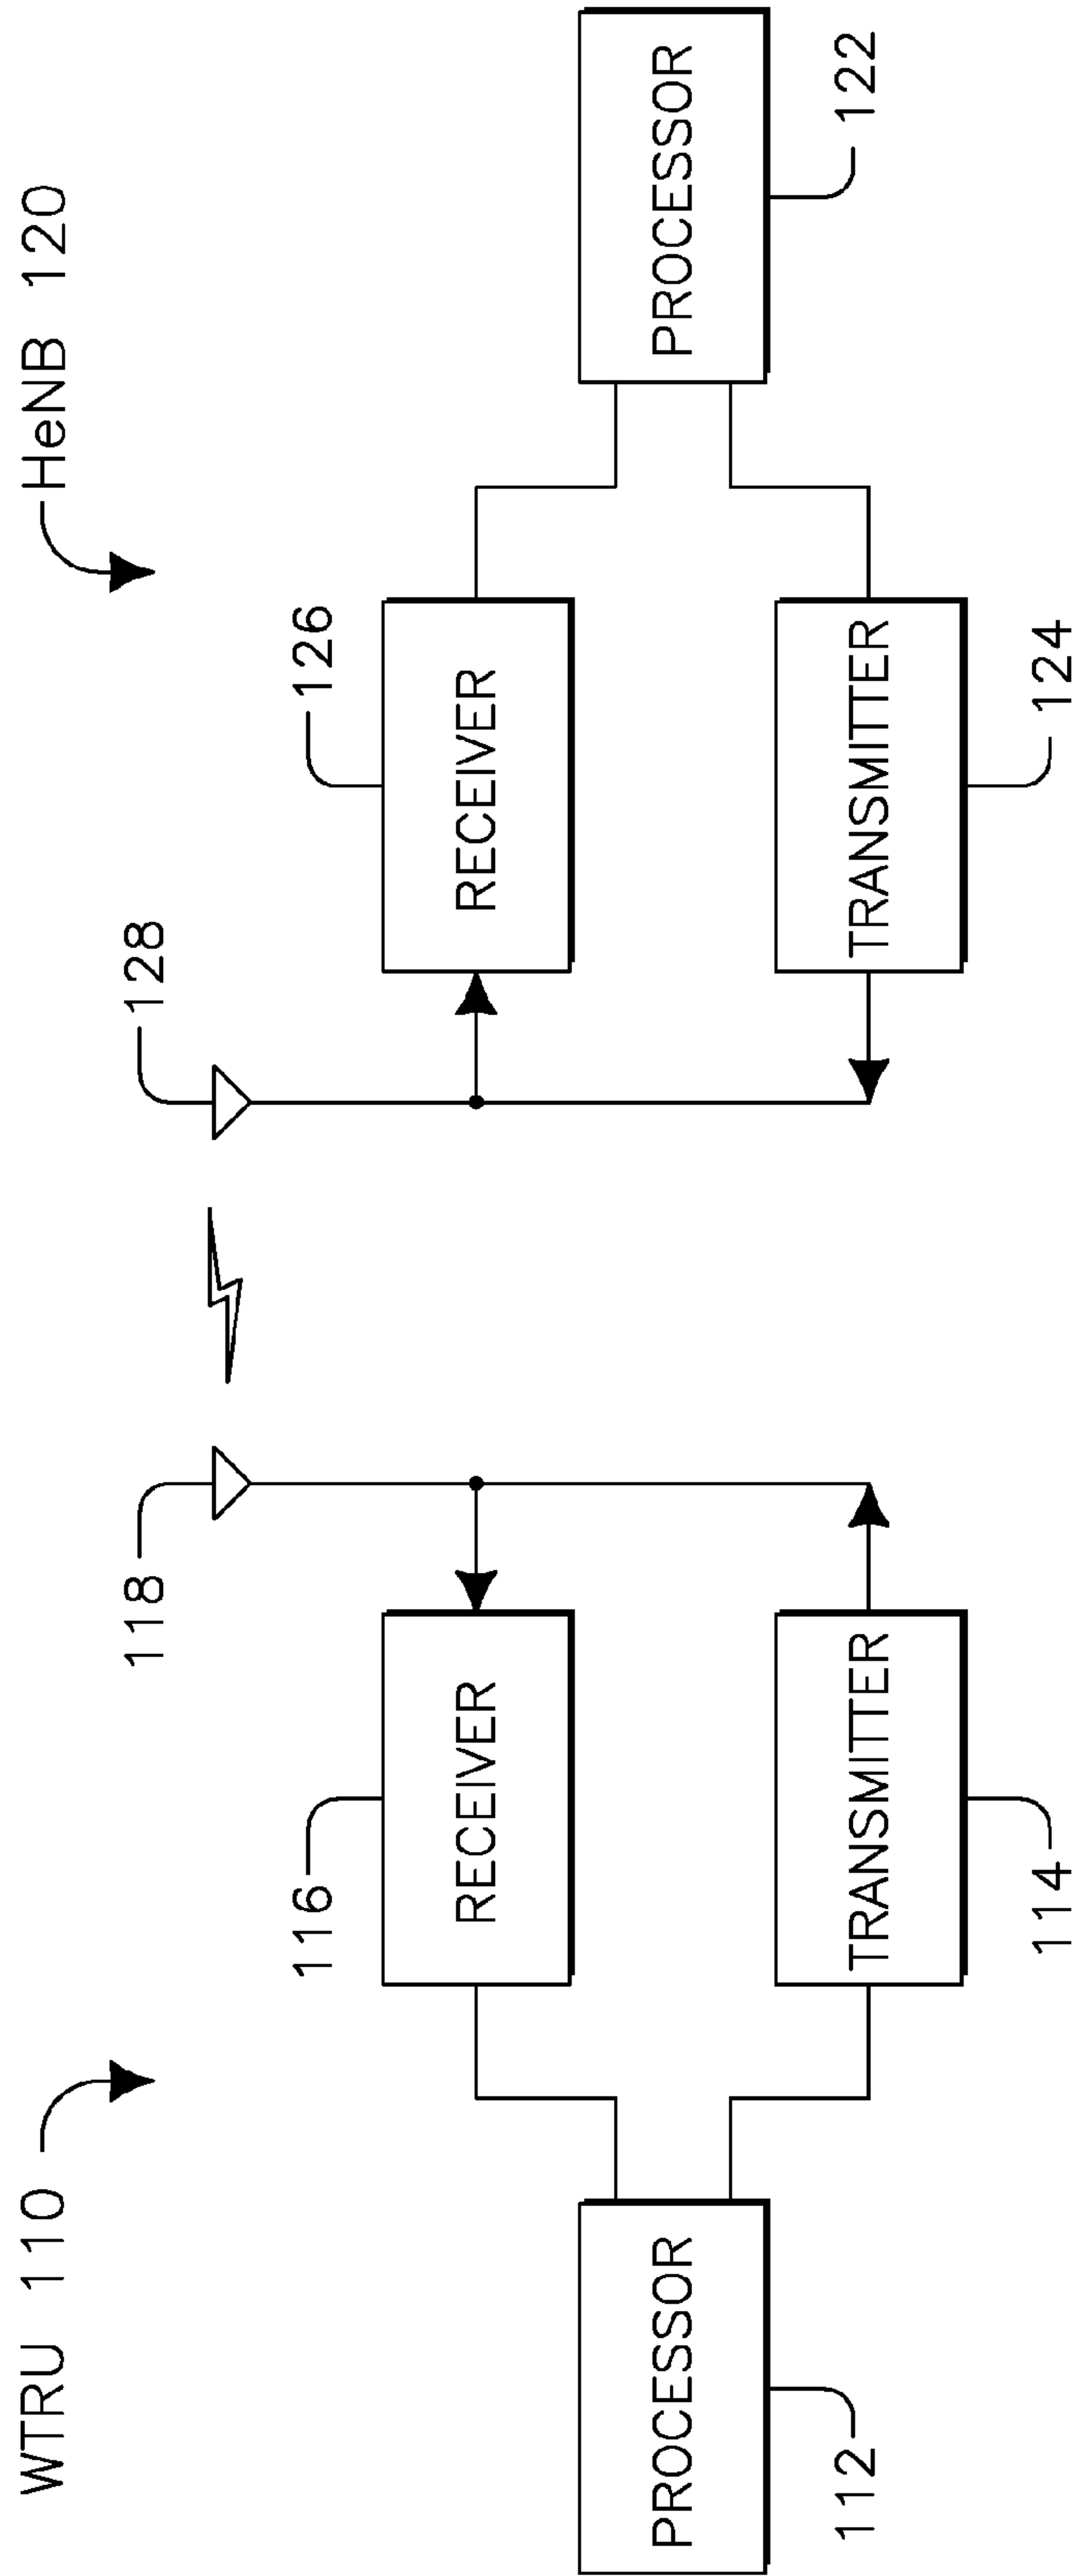 WTRU 110
HeNB 120
118
128
116
126
RECEIVER
RECEIVER
PROCESSOR
PROCESSOR
112
122
TRANSMITTER
TRANSMITTER
114
124